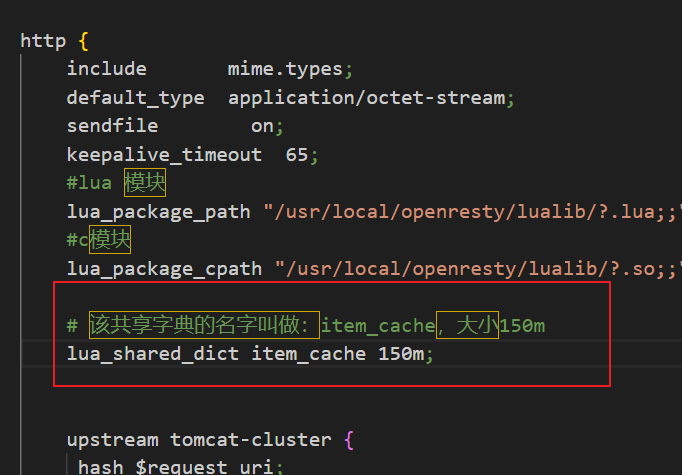 http {
include mime.types;
default_type application/octet-stream;
sendfile on;
keepalive_timeout 65;
#lua 模块
lua_package_path "/usr/local/openresty/lualib/?.lua;;"
#c模块
lua_package_cpath "/usr/local/openresty/lualib/?.so;;"
# 该共享字典的名字叫做：item_cache，大小150m
lua_shared_dict item_cache 150m;
upstream tomcat-cluster {
hash $request_uri;